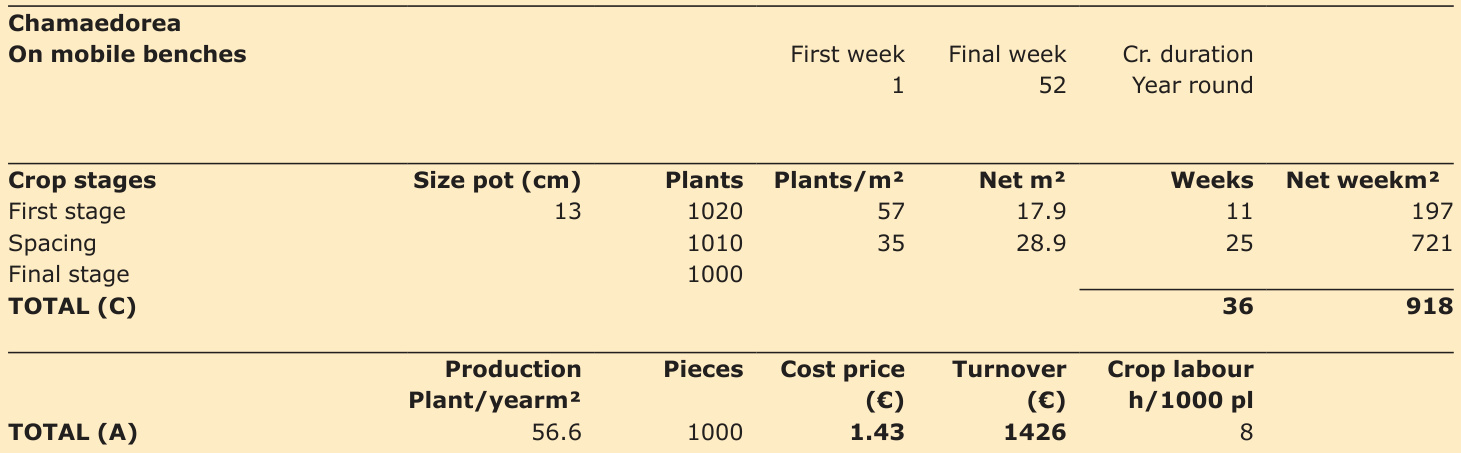 Chamaedorea
On mobile benches First week Final week Cr. duration
1 52 Year round
Crop stages Size pot (cm) Plants Plants/m² Net m² Weeks Net weekm²
First stage 13 1020 57 17.9 11 197
Spacing 1010 35 28.9 25 721
Final stage 1000
TOTAL (C) 36 918
Production Pieces Cost price Turnover Crop labour
Plant/yearm² (€) (€) h/1000 pl
TOTAL (A) 56.6 1000 1.43 1426 8